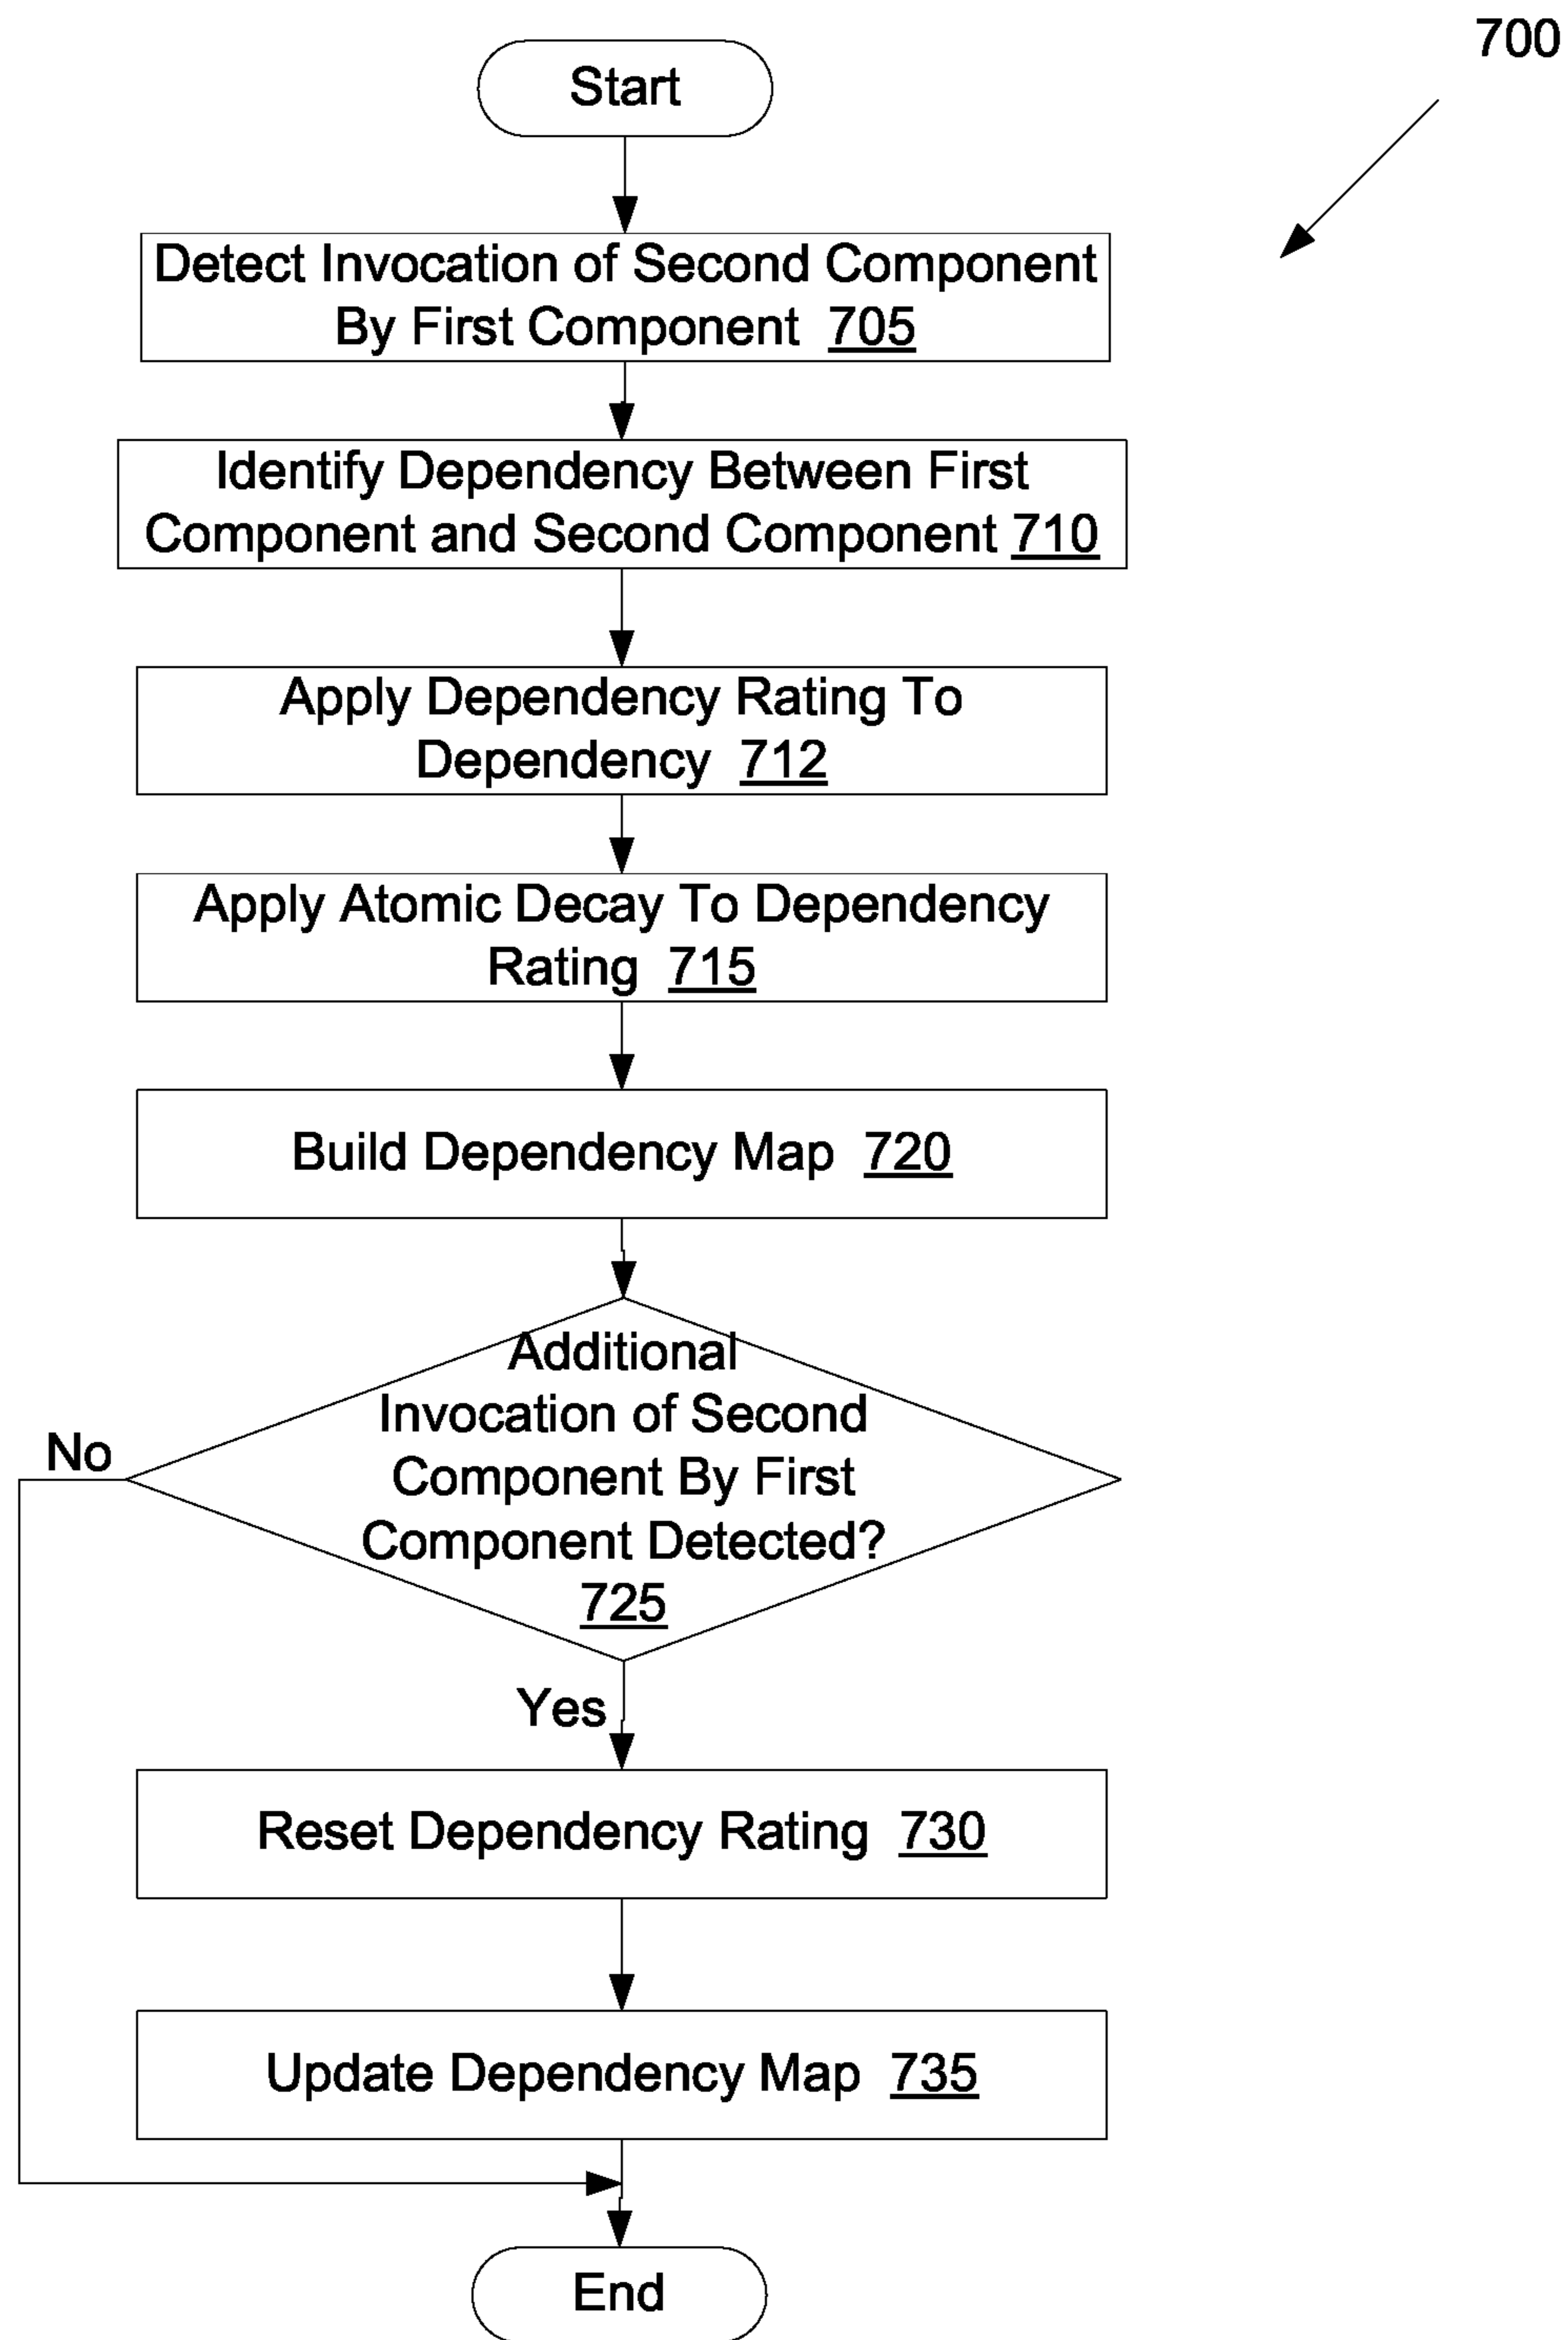 700
Start
Detect Invocation of Second Component
By First Component 705
Identify Dependency Between First
Component and Second Component 710
Apply Dependency Rating To
Dependency 712
Apply Atomic Decay To Dependency
Rating 715
Build Dependency Map 720
Additional
Invocation of Second
Component By First
Component Detected?
725
No
Yes
Reset Dependency Rating 730
Update Dependency Map 735
End